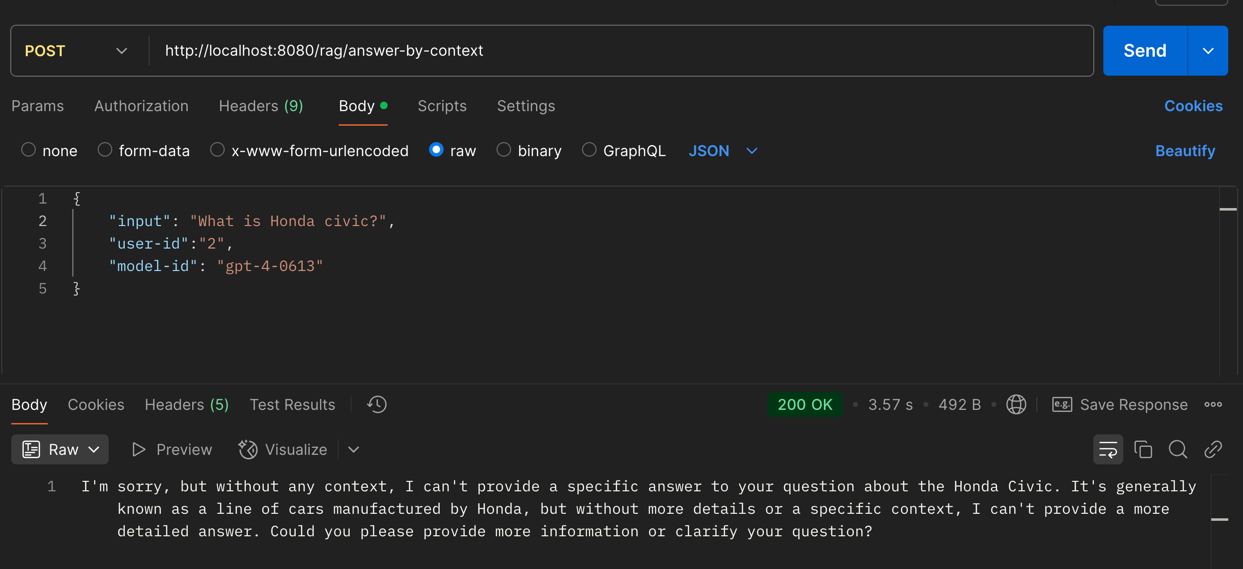 POST http://localhost:8080/rag/answer-by-context Send
Params Authorization Headers (9) Body Scripts Settings Cookies
none form-data x-www-form-urlencoded raw binary GraphQL JSON Beautify
1 {
2 "input": "What is Honda civic?",
3 "user-id":"2",
4 "model-id": "gpt-4-0613"
5 }
Body Cookies Headers (5) Test Results 200 OK • 3.57 s • 492 B • e.g. Save Response
Raw Preview Visualize
1 I'm sorry, but without any context, I can't provide a specific answer to your question about the Honda Civic. It's generally
known as a line of cars manufactured by Honda, but without more details or a specific context, I can't provide a more
detailed answer. Could you please provide more information or clarify your question?